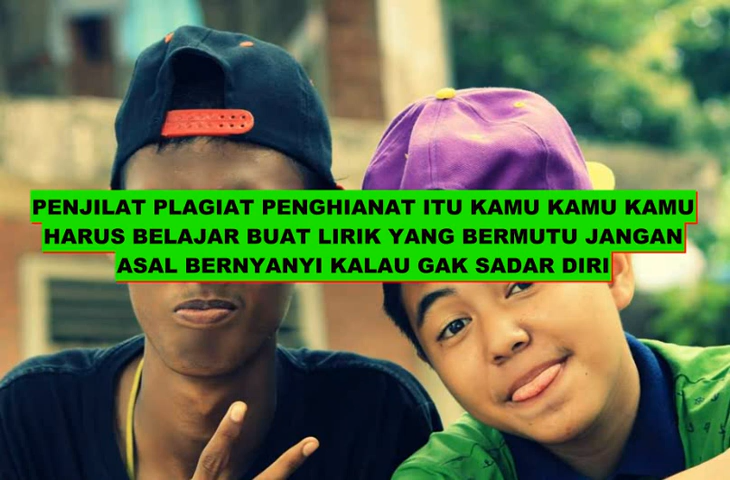 PENJILAT PLAGIAT PENGHIANAT ITU KAMU KAMU KAMU
HARUS BELAJAR BUAT LIRIK YANG BERMUTU JANGAN
ASAL BERNYANYI KALAU GAK SADAR DIRI